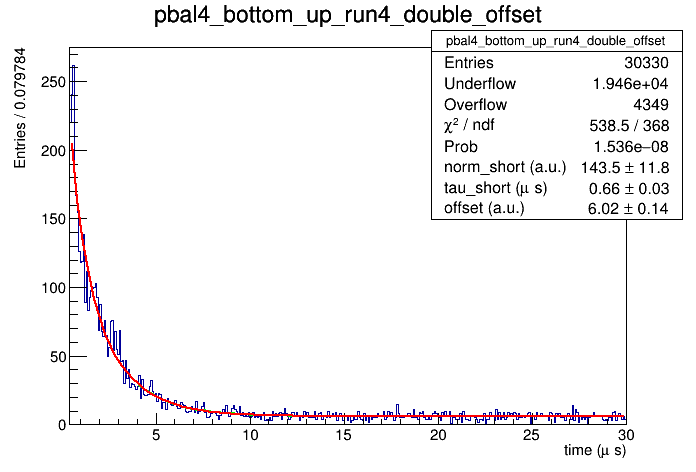 pbal4_bottom_up_run4_double_offset
pbal4_bottom_up_run4_double_offset
Entries 30330
Underflow 1.946e+04
Overflow 4349
χ² / ndf 538.5 / 368
Prob 1.536e−08
norm_short (a.u.) 143.5 ± 11.8
tau_short (μ s) 0.66 ± 0.03
offset (a.u.) 6.02 ± 0.14
Entries / 0.079784
250
200
150
100
50
0
5 10 15 20 25 30
time (μ s)